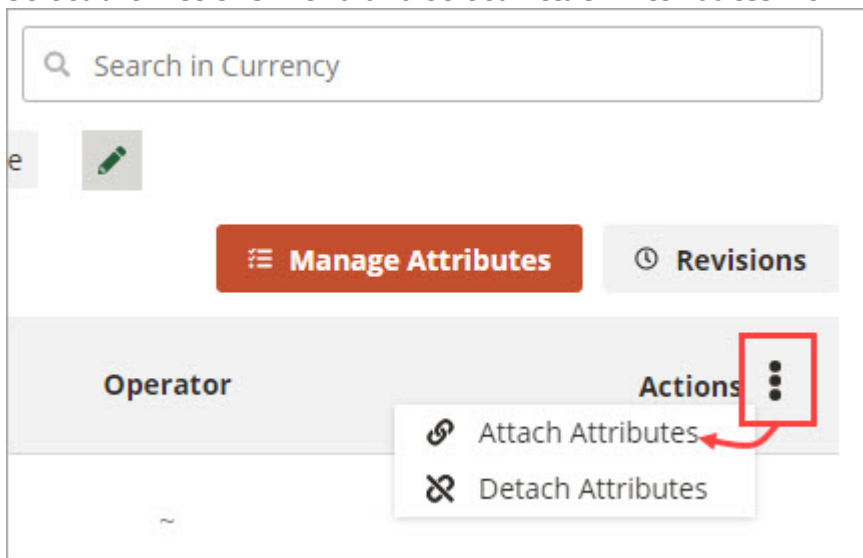 Search in Currency
e
Manage Attributes
Revisions
Operator
Actions
Attach Attributes
Detach Attributes
~